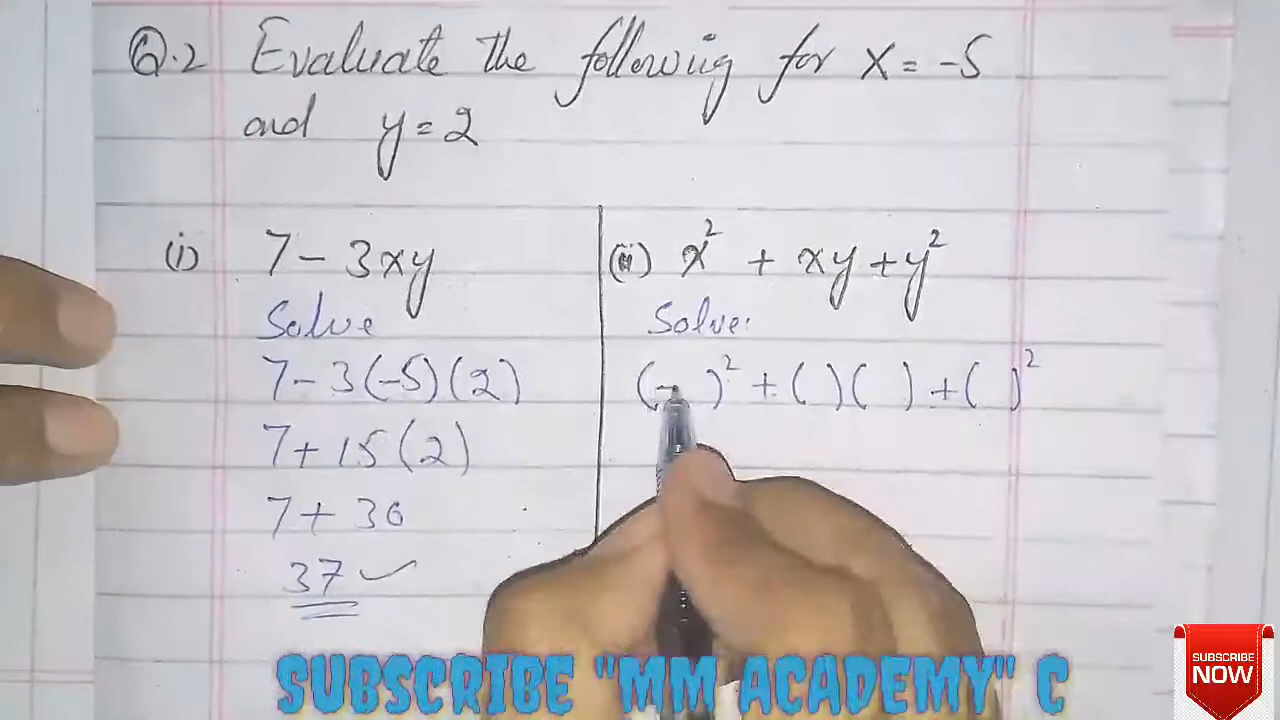 Q.2 Evaluate the following for x = -5
and y = 2
(i) 7 - 3xy
Solve
7 - 3(-5)(2)
7 + 15(2)
7 + 30
37 ✓
(ii) x² + xy + y²
Solve:
(- )² + ( )( ) + ( )²
SUBSCRIBE "MM ACADEMY" C
SUBSCRIBE
NOW